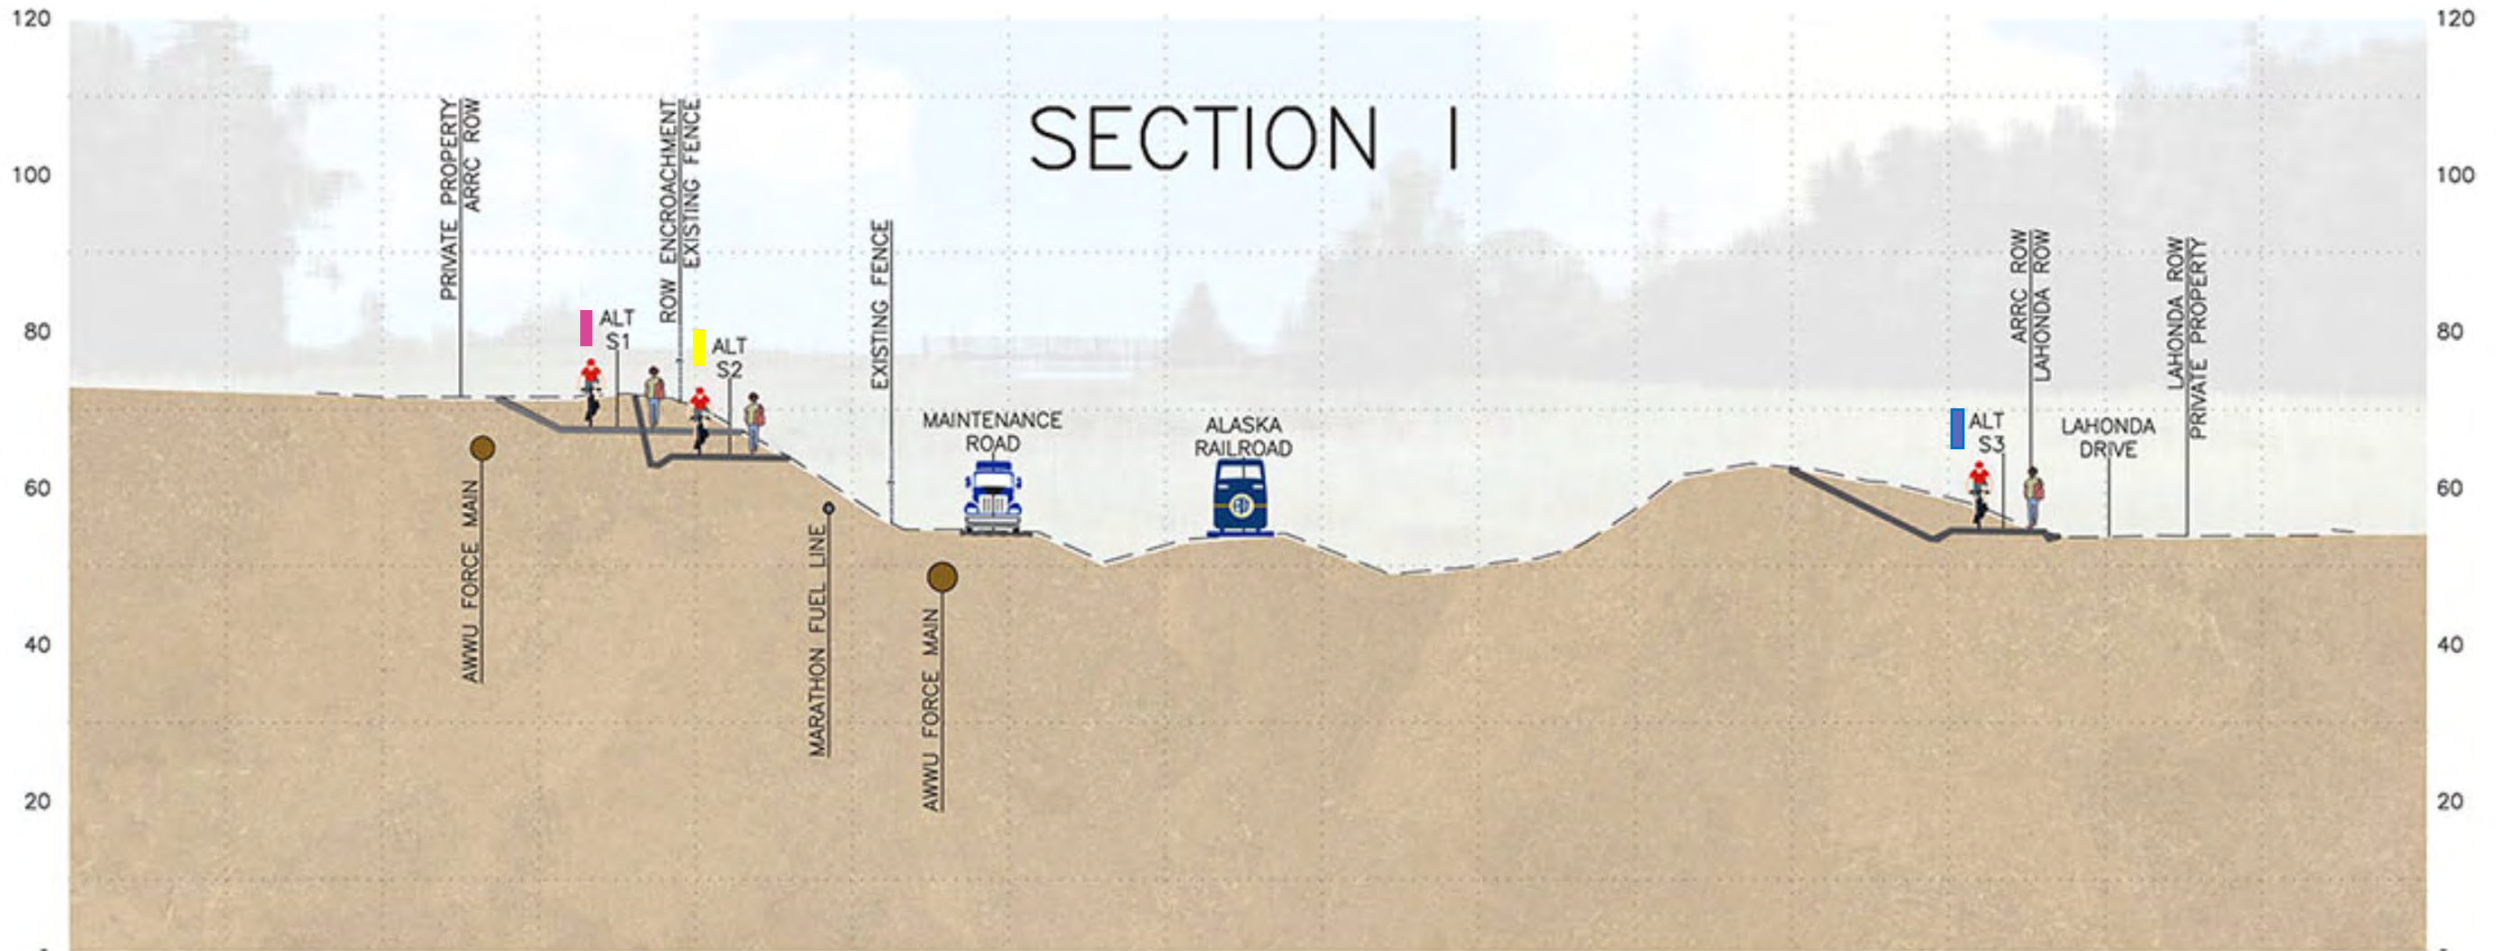 120
120
SECTION I
PRIVATE PROPERTY
ARRC ROW
ROW ENCROACHMENT
EXISTING FENCE
100
100
EXISTING FENCE
ARRC ROW
LAHONDA ROW
LAHONDA ROW
PRIVATE PROPERTY
80
80
ALT
S1
ALT
S2
MAINTENANCE
ROAD
ALASKA
RAILROAD
ALT
S3
LAHONDA
DRIVE
60
60
AWWU FORCE MAIN
MARATHON FUEL LINE
AWWU FORCE MAIN
40
40
20
20